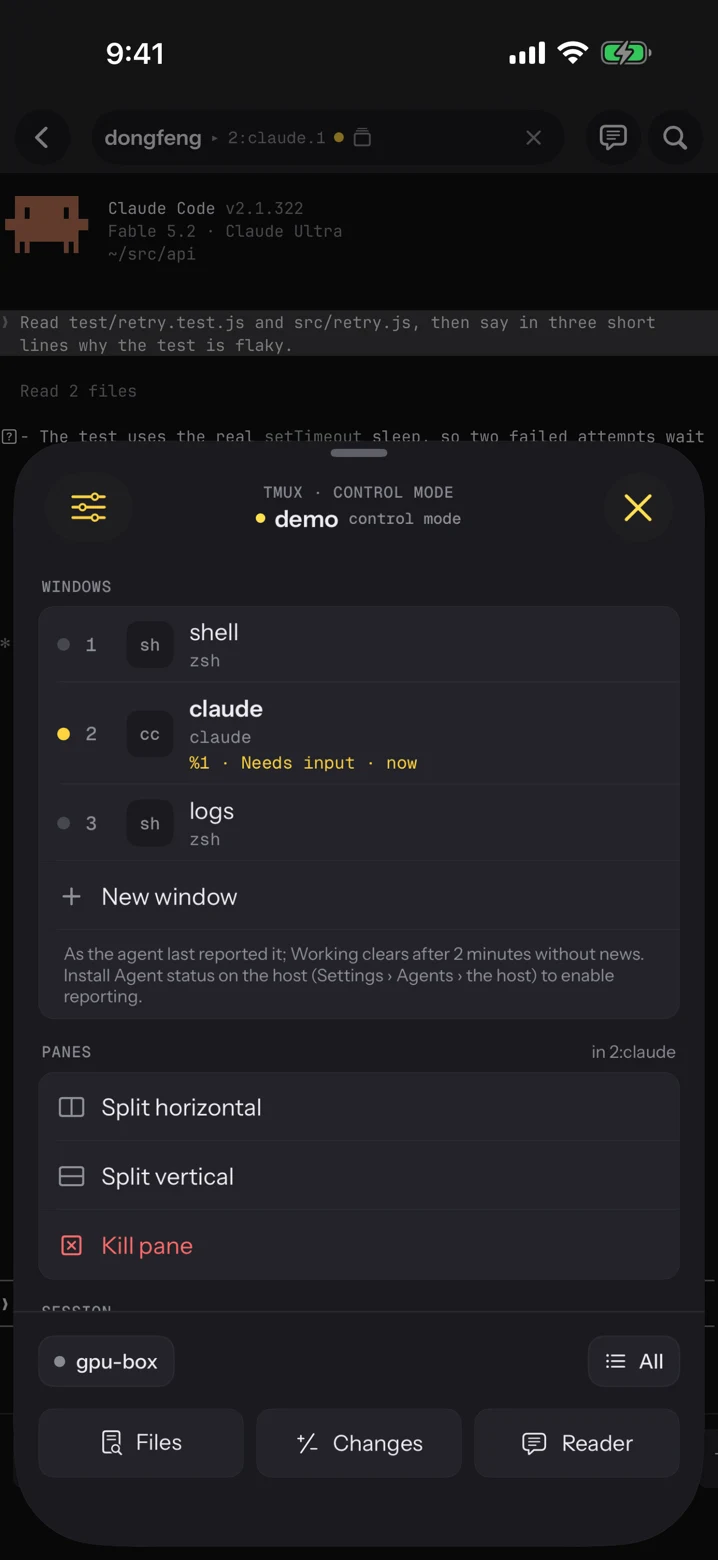 9:41
dongfeng ▸ 2:claude.1
Claude Code v2.1.322
Fable 5.2 · Claude Ultra
~/src/api
❯ Read test/retry.test.js and src/retry.js, then say in three short
lines why the test is flaky.
Read 2 files
- The test uses the real setTimeout sleep, so two failed attempts wait
TMUX · CONTROL MODE
demo control mode
WINDOWS
1 sh shell
zsh
2 cc claude
claude
%1 · Needs input · now
3 sh logs
zsh
New window
As the agent last reported it; Working clears after 2 minutes without news.
Install Agent status on the host (Settings › Agents › the host) to enable
reporting.
PANES in 2:claude
Split horizontal
Split vertical
Kill pane
SESSION
gpu-box All
Files Changes Reader